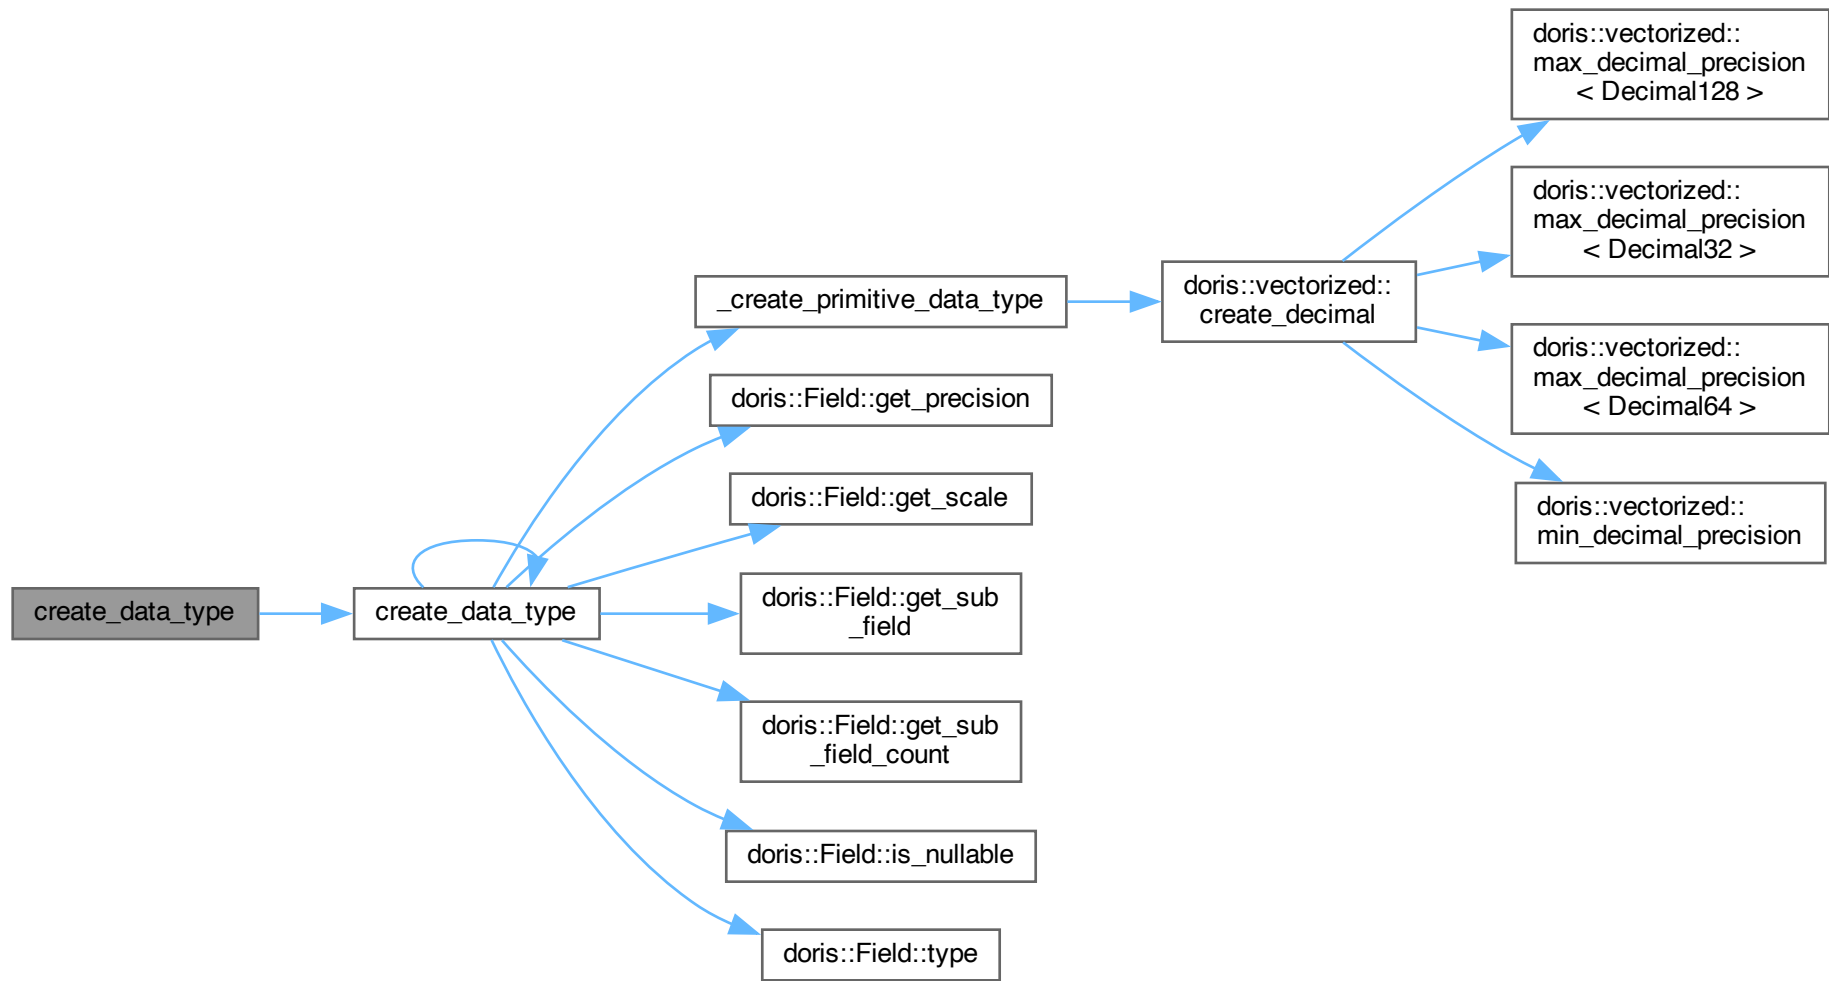 create_data_type
create_data_type
_create_primitive_data_type
doris::Field::get_precision
doris::Field::get_scale
doris::Field::get_sub
_field
doris::Field::get_sub
_field_count
doris::Field::is_nullable
doris::Field::type
doris::vectorized::
create_decimal
doris::vectorized::
max_decimal_precision
< Decimal128 >
doris::vectorized::
max_decimal_precision
< Decimal32 >
doris::vectorized::
max_decimal_precision
< Decimal64 >
doris::vectorized::
min_decimal_precision